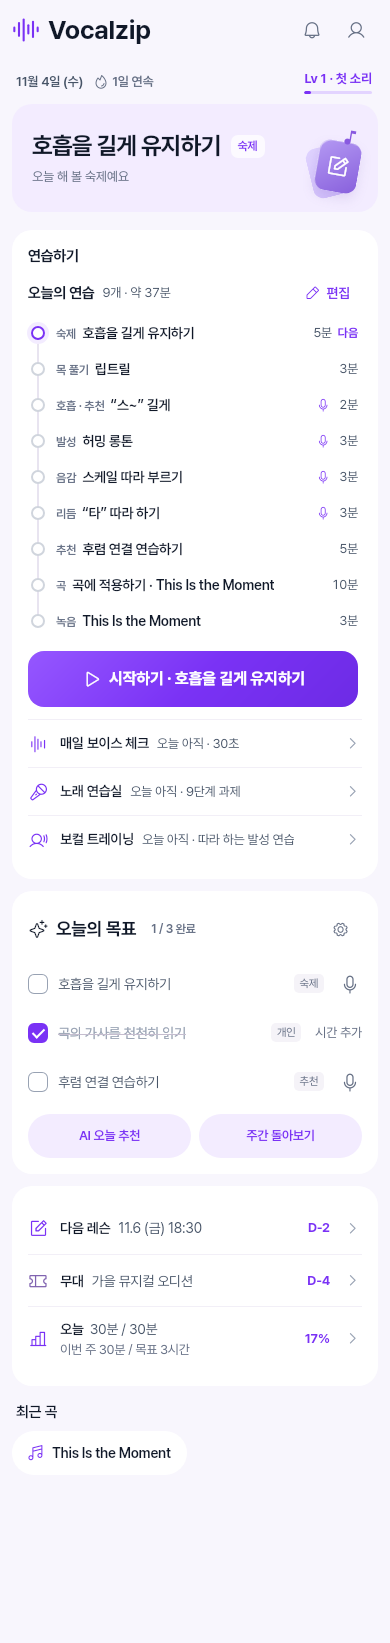 Vocalzip
11월 4일 (수) 1일 연속 Lv 1 · 첫 소리
호흡을 길게 유지하기 숙제
오늘 해 볼 숙제예요
연습하기
오늘의 연습 9개 · 약 37분 편집
숙제 호흡을 길게 유지하기 5분 다음
목 풀기 립트릴 3분
호흡 · 추천 “스~” 길게 2분
발성 허밍 롱톤 3분
음감 스케일 따라 부르기 3분
리듬 “타” 따라 하기 3분
추천 후렴 연결 연습하기 5분
곡 곡에 적용하기 · This Is the Moment 10분
녹음 This Is the Moment 3분
시작하기 · 호흡을 길게 유지하기
매일 보이스 체크 오늘 아직 · 30초
노래 연습실 오늘 아직 · 9단계 과제
보컬 트레이닝 오늘 아직 · 따라 하는 발성 연습
오늘의 목표 1 / 3 완료
호흡을 길게 유지하기 숙제
곡의 가사를 천천히 읽기 개인 시간 추가
후렴 연결 연습하기 추천
AI 오늘 추천 주간 돌아보기
다음 레슨 11.6 (금) 18:30 D-2
무대 가을 뮤지컬 오디션 D-4
오늘 30분 / 30분 17%
이번 주 30분 / 목표 3시간
최근 곡
This Is the Moment